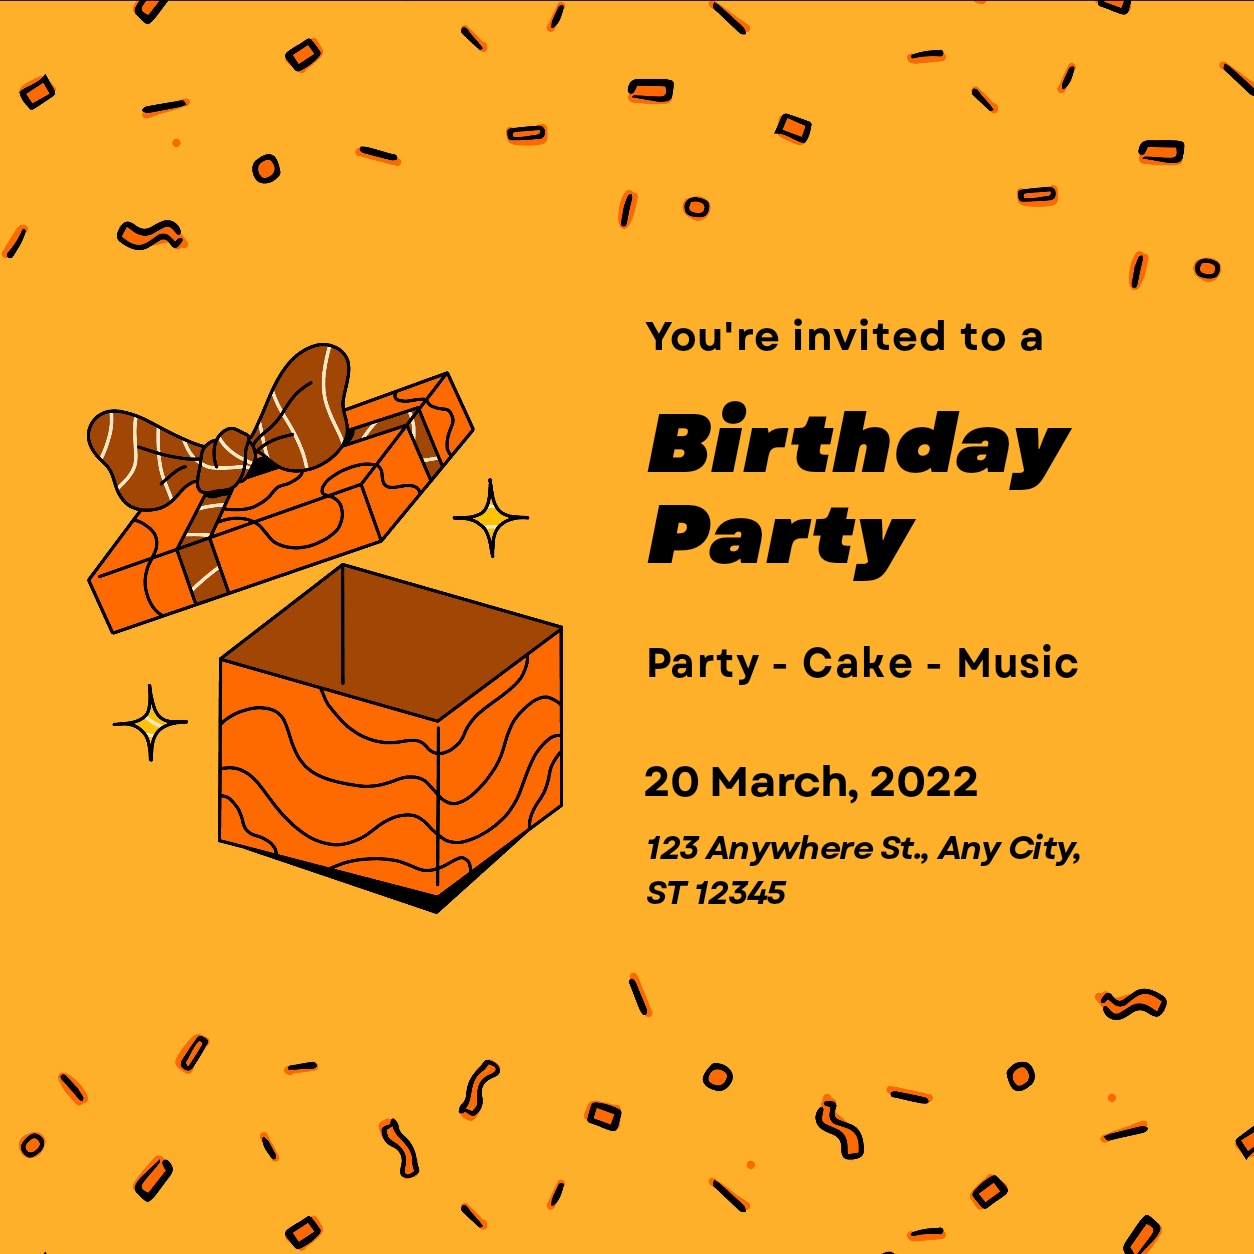 You're invited to a
Birthday
Party
Party - Cake - Music
20 March, 2022
123 Anywhere St., Any City,
ST 12345